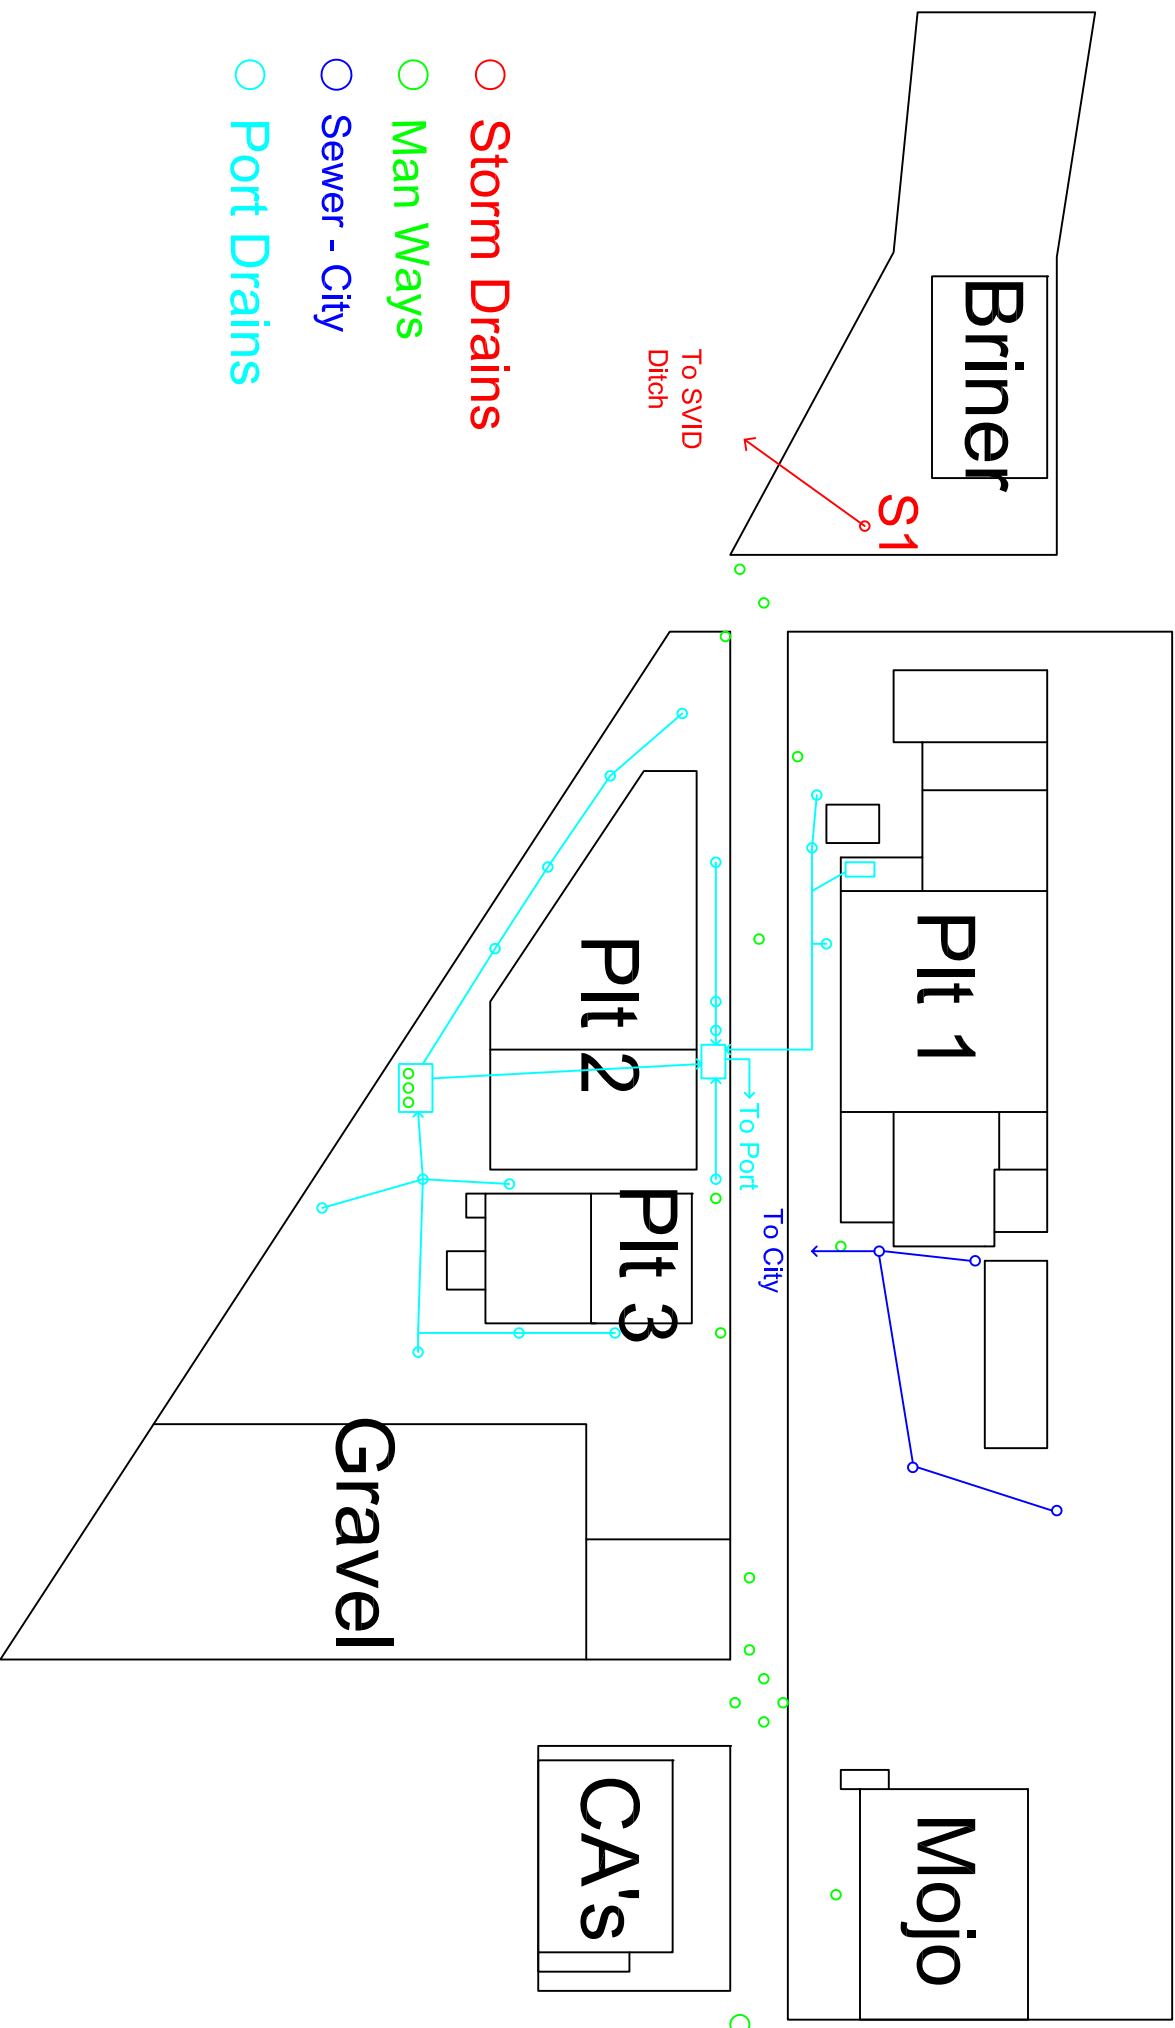 Storm Drains
Man Ways
Sewer - City
Port Drains
Briner
S1
To SVID
Ditch
Plt 1
Plt 2
Plt 3
To Port
To City
Gravel
Mojo
CA's